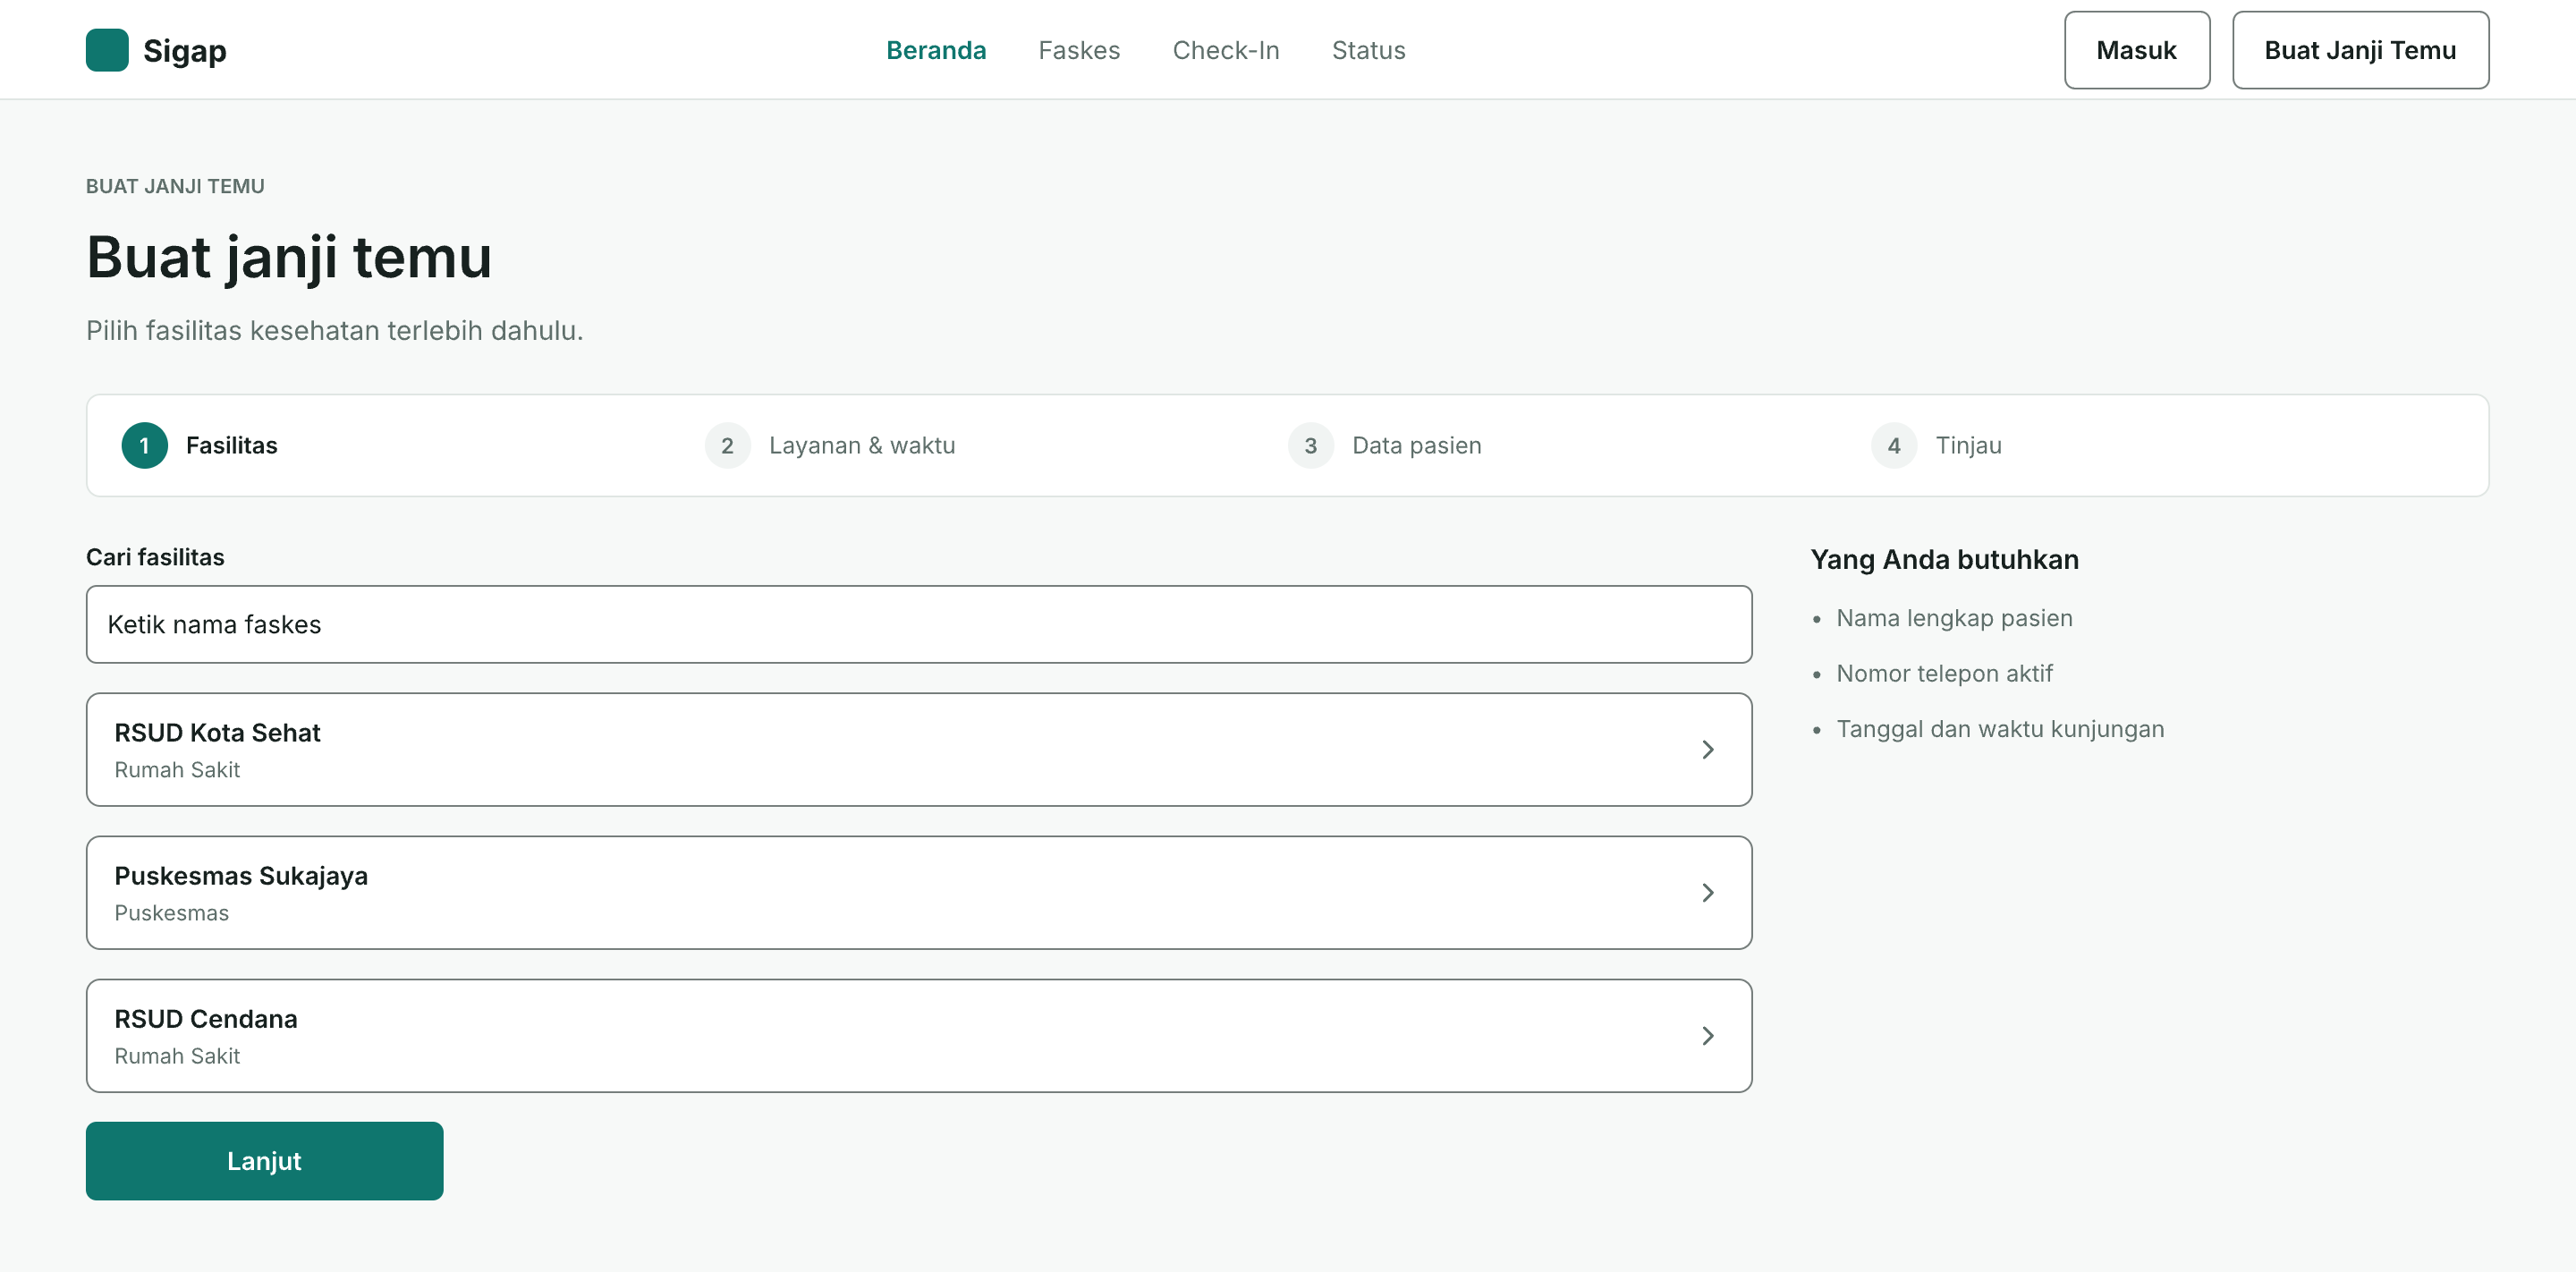 Sigap
Beranda
Faskes
Check-In
Status
Masuk
Buat Janji Temu
BUAT JANJI TEMU
Buat janji temu
Pilih fasilitas kesehatan terlebih dahulu.
1 Fasilitas
2 Layanan & waktu
3 Data pasien
4 Tinjau
Cari fasilitas
Ketik nama faskes
RSUD Kota Sehat
Rumah Sakit
Puskesmas Sukajaya
Puskesmas
RSUD Cendana
Rumah Sakit
Lanjut
Yang Anda butuhkan
• Nama lengkap pasien
• Nomor telepon aktif
• Tanggal dan waktu kunjungan